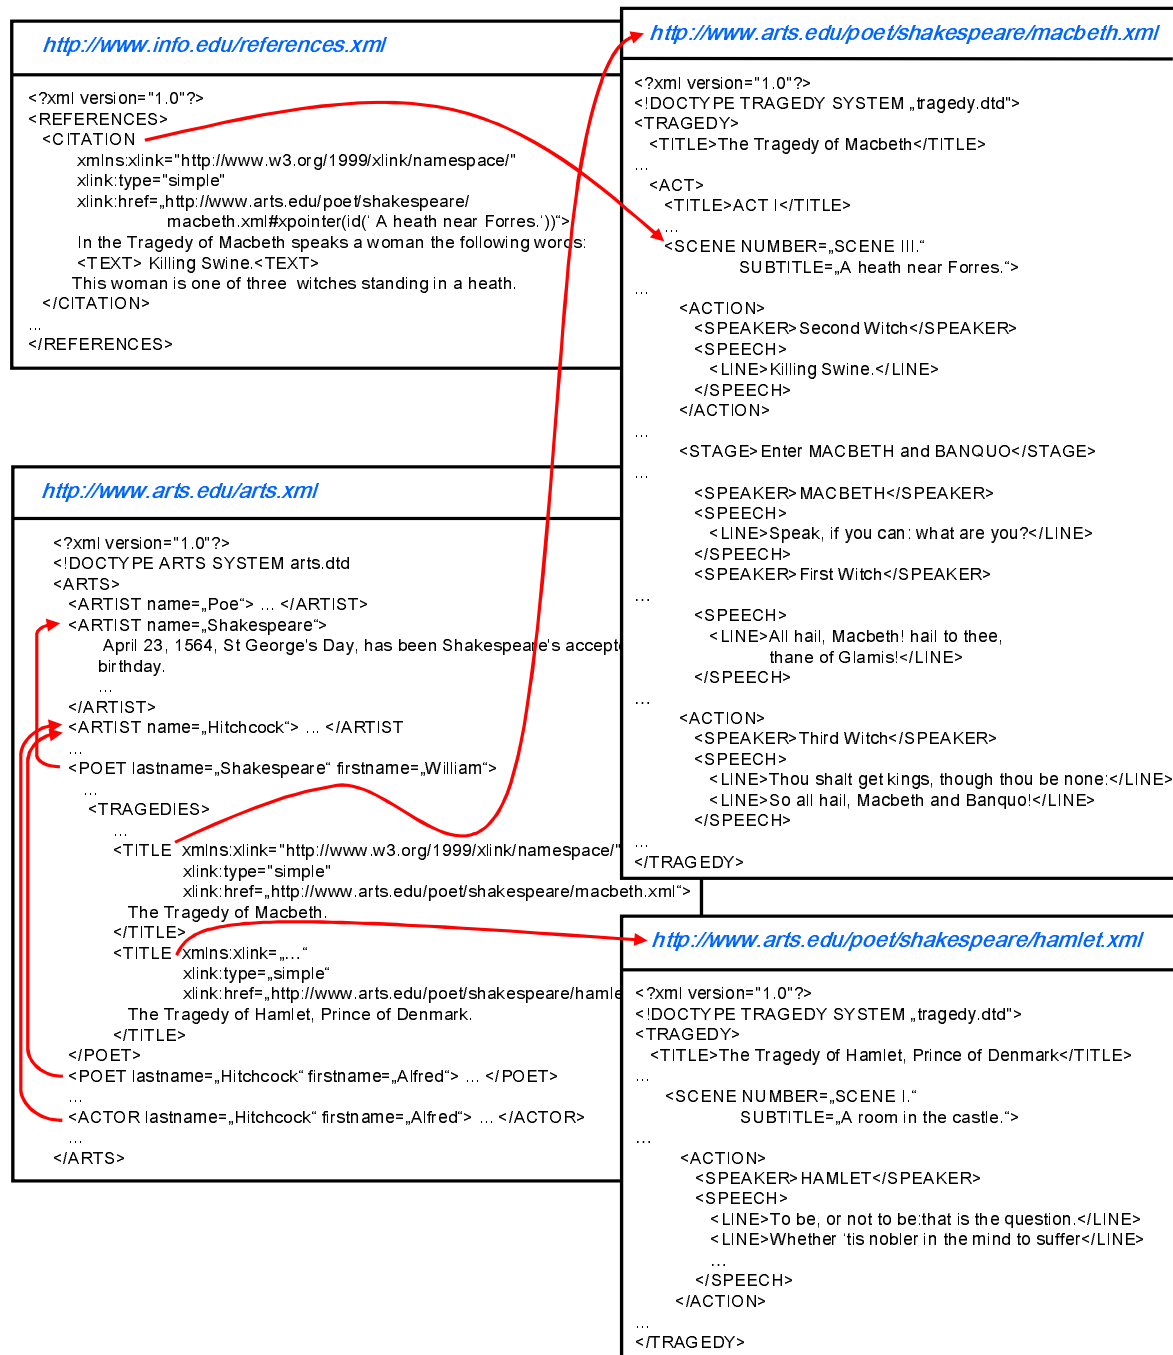 http://www.info.edu/references.xml
<?xml version="1.0"?>
<REFERENCES>
<CITATION
xmlns:xlink="http://www.w3.org/1999/xlink/namespace/"
xlink:type="simple"
xlink:href=„http://www.arts.edu/poet/shakespeare/
macbeth.xml#xpointer(id(‘ A heath near Forres.‘))“>
In the Tragedy of Macbeth speaks a woman the following words:
<TEXT> Killing Swine.<TEXT>
This woman is one of three witches standing in a heath.
</CITATION>
...
</REFERENCES>
http://www.arts.edu/arts.xml
<?xml version="1.0"?>
<!DOCTYPE ARTS SYSTEM arts.dtd
<ARTS>
<ARTIST name=„Poe“> ... </ARTIST>
<ARTIST name=„Shakespeare“>
April 23, 1564, St George's Day, has been Shakespeare's accept
birthday.
...
</ARTIST>
<ARTIST name=„Hitchcock“> ... </ARTIST
...
<POET lastname=„Shakespeare“ firstname=„William“>
...
<TRAGEDIES>
...
<TITLE xmlns:xlink="http://www.w3.org/1999/xlink/namespace/"
xlink:type="simple"
xlink:href=„http://www.arts.edu/poet/shakespeare/macbeth.xml“>
The Tragedy of Macbeth.
</TITLE>
<TITLE xmlns:xlink=„...“
xlink:type=„simple“
xlink:href=„http://www.arts.edu/poet/shakespeare/hamle
The Tragedy of Hamlet, Prince of Denmark.
</TITLE>
</POET>
<POET lastname=„Hitchcock“ firstname=„Alfred“> ... </POET>
...
<ACTOR lastname=„Hitchcock“ firstname=„Alfred“> ... </ACTOR>
...
</ARTS>
http://www.arts.edu/poet/shakespeare/macbeth.xml
<?xml version="1.0"?>
<!DOCTYPE TRAGEDY SYSTEM „tragedy.dtd">
<TRAGEDY>
<TITLE>The Tragedy of Macbeth</TITLE>
...
<ACT>
<TITLE>ACT I</TITLE>
...
<SCENE NUMBER=„SCENE III.“
SUBTITLE=„A heath near Forres.“>
...
<ACTION>
<SPEAKER>Second Witch</SPEAKER>
<SPEECH>
<LINE>Killing Swine.</LINE>
</SPEECH>
</ACTION>
...
<STAGE>Enter MACBETH and BANQUO</STAGE>
...
<SPEAKER>MACBETH</SPEAKER>
<SPEECH>
<LINE>Speak, if you can: what are you?</LINE>
</SPEECH>
<SPEAKER>First Witch</SPEAKER>
...
<SPEECH>
<LINE>All hail, Macbeth! hail to thee,
thane of Glamis!</LINE>
</SPEECH>
...
<ACTION>
<SPEAKER>Third Witch</SPEAKER>
<SPEECH>
<LINE>Thou shalt get kings, though thou be none:</LINE>
<LINE>So all hail, Macbeth and Banquo!</LINE>
</SPEECH>
...
</TRAGEDY>
http://www.arts.edu/poet/shakespeare/hamlet.xml
<?xml version="1.0"?>
<!DOCTYPE TRAGEDY SYSTEM „tragedy.dtd">
<TRAGEDY>
<TITLE>The Tragedy of Hamlet, Prince of Denmark</TITLE>
...
<SCENE NUMBER=„SCENE I.“
SUBTITLE=„A room in the castle.“>
...
<ACTION>
<SPEAKER>HAMLET</SPEAKER>
<SPEECH>
<LINE>To be, or not to be:that is the question.</LINE>
<LINE>Whether ‘tis nobler in the mind to suffer</LINE>
...
</SPEECH>
</ACTION>
...
</TRAGEDY>